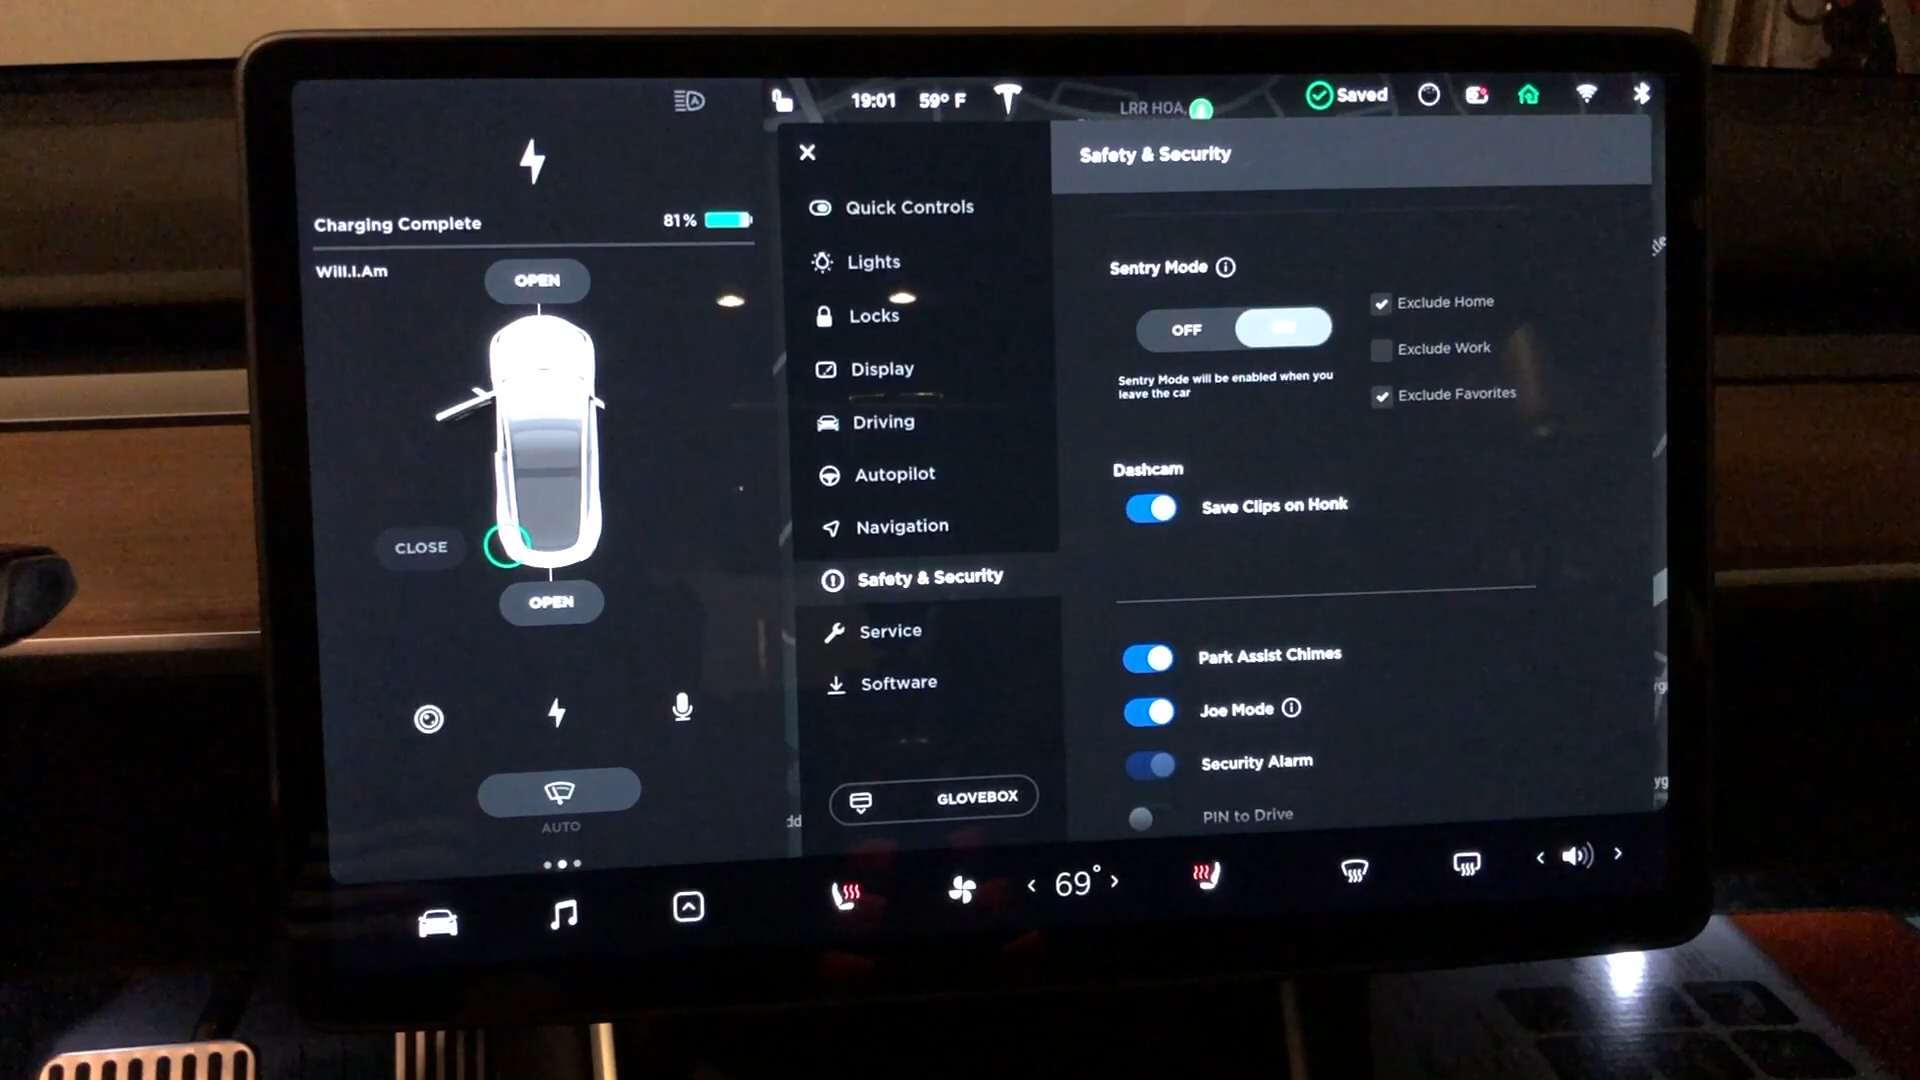 19:01 59° F LRR HOA, Saved
Safety & Security
Charging Complete 81%
Will.I.Am
OPEN
CLOSE
OPEN
AUTO
Quick Controls
Lights
Locks
Display
Driving
Autopilot
Navigation
Safety & Security
Service
Software
GLOVEBOX
Sentry Mode
OFF
Sentry Mode will be enabled when you
leave the car
Exclude Home
Exclude Work
Exclude Favorites
Dashcam
Save Clips on Honk
Park Assist Chimes
Joe Mode
Security Alarm
PIN to Drive
69°